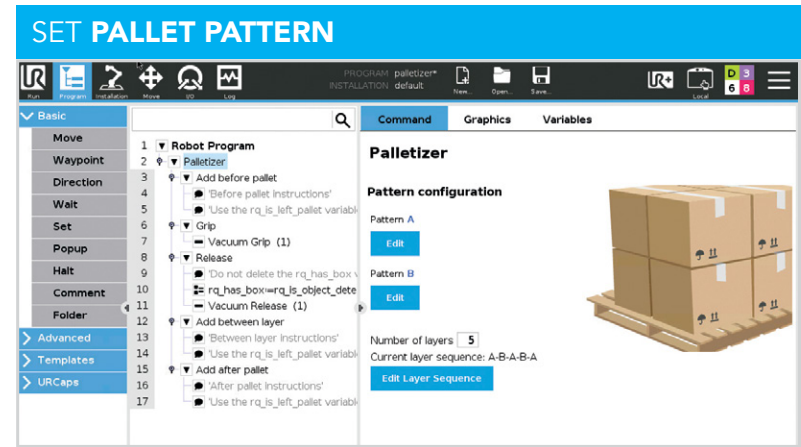 SET PALLET PATTERN
UR
Run
Program
Installation
Move
I/O
Log
PROGRAM palletizer*
INSTALLATION default
New...
Open...
Save...
UR+
Local
D 3
6 8
Basic
Move
Waypoint
Direction
Wait
Set
Popup
Halt
Comment
Folder
Advanced
Templates
URCaps
1 Robot Program
2 Palletizer
3 Add before pallet
4 'Before pallet instructions'
5 'Use the rq_is_left_pallet variabl
6 Grip
7 Vacuum Grip (1)
8 Release
9 'Do not delete the rq_has_box v
10 rq_has_box:=rq_is_object_dete
11 Vacuum Release (1)
12 Add between layer
13 'Between layer instructions'
14 'Use the rq_is_left_pallet variabl
15 Add after pallet
16 'After pallet instructions'
17 'Use the rq_is_left_pallet variabl
Command Graphics Variables
Palletizer
Pattern configuration
Pattern A
Edit
Pattern B
Edit
Number of layers 5
Current layer sequence: A-B-A-B-A
Edit Layer Sequence